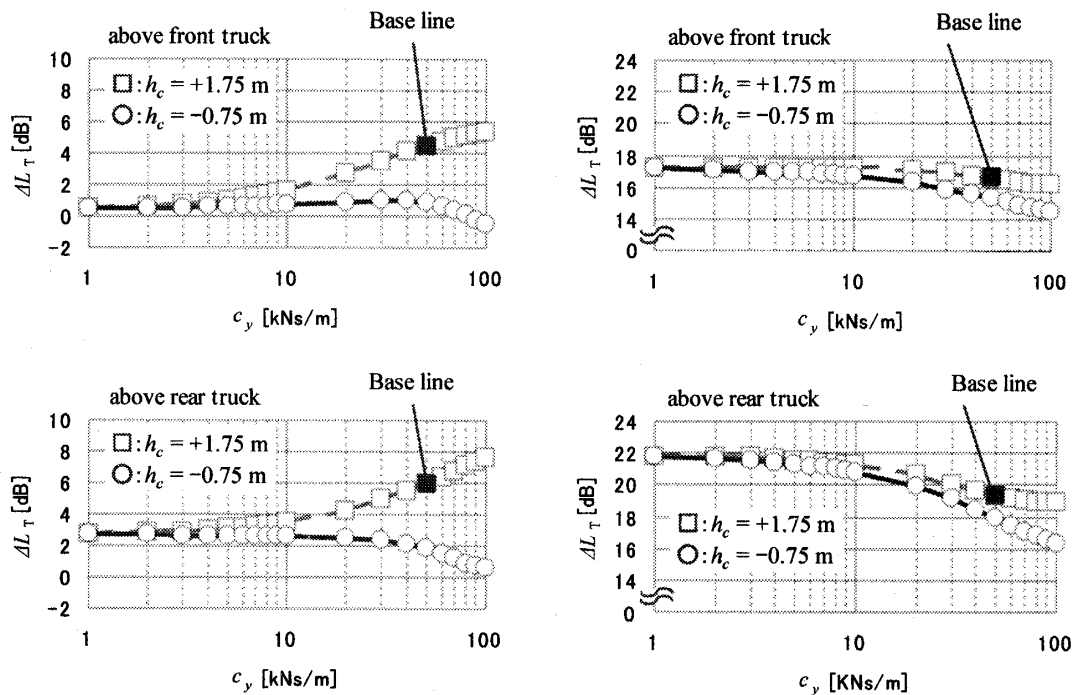 Base line
above front truck
10
8
6
4
2
0
-2
ΔL_T [dB]
□: h_c = +1.75 m
○: h_c = −0.75 m
1
10
100
c_y [kNs/m]
Base line
above front truck
24
22
20
18
16
14
0
ΔL_T [dB]
□: h_c = +1.75 m
○: h_c = −0.75 m
1
10
100
c_y [kNs/m]
Base line
above rear truck
10
8
6
4
2
0
-2
ΔL_T [dB]
□: h_c = +1.75 m
○: h_c = −0.75 m
1
10
100
c_y [kNs/m]
Base line
above rear truck
24
22
20
18
16
14
0
ΔL_T [dB]
□: h_c = +1.75 m
○: h_c = −0.75 m
1
10
100
c_y [KNs/m]